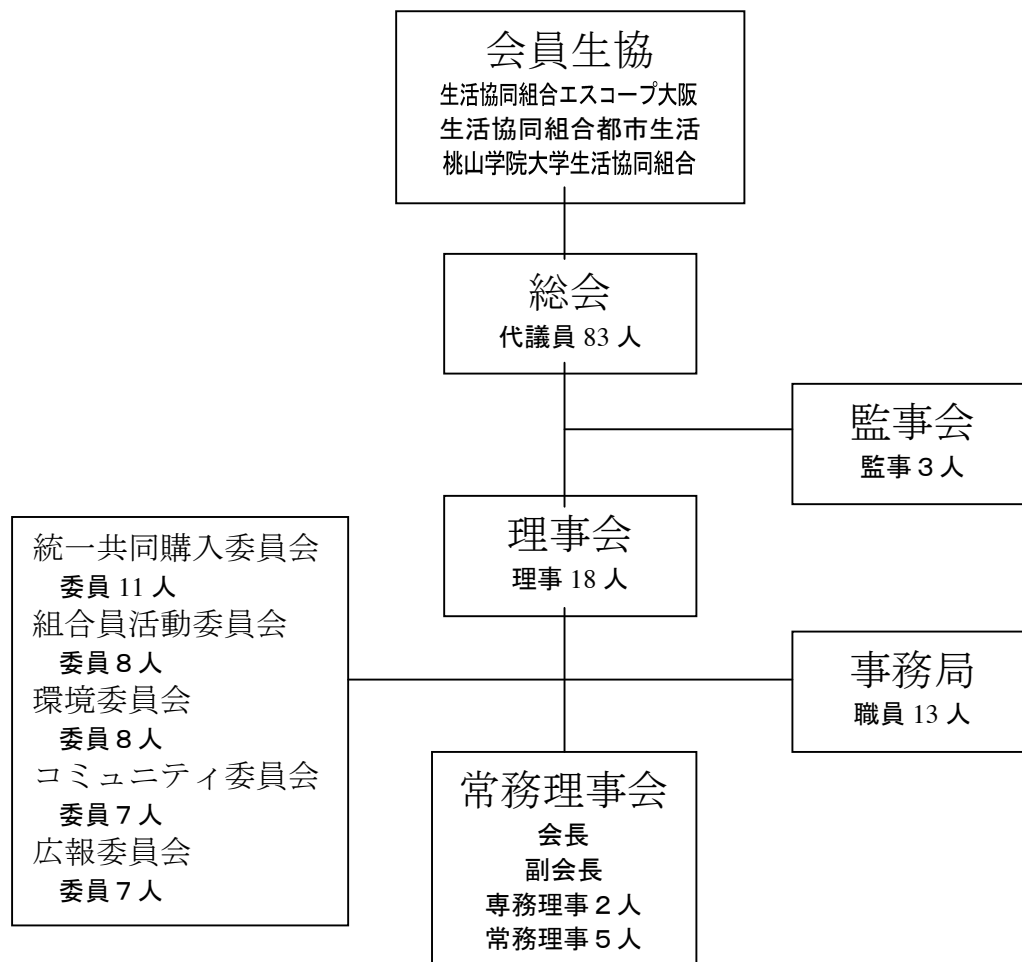 会員生協
生活協同組合エスコープ大阪
生活協同組合都市生活
桃山学院大学生活協同組合
総会
代議員 83 人
監事会
監事３人
理事会
理事 18 人
統一共同購入委員会
委員 11 人
組合員活動委員会
委員８人
環境委員会
委員８人
コミュニティ委員会
委員７人
広報委員会
委員７人
事務局
職員 13 人
常務理事会
会長
副会長
専務理事２人
常務理事５人